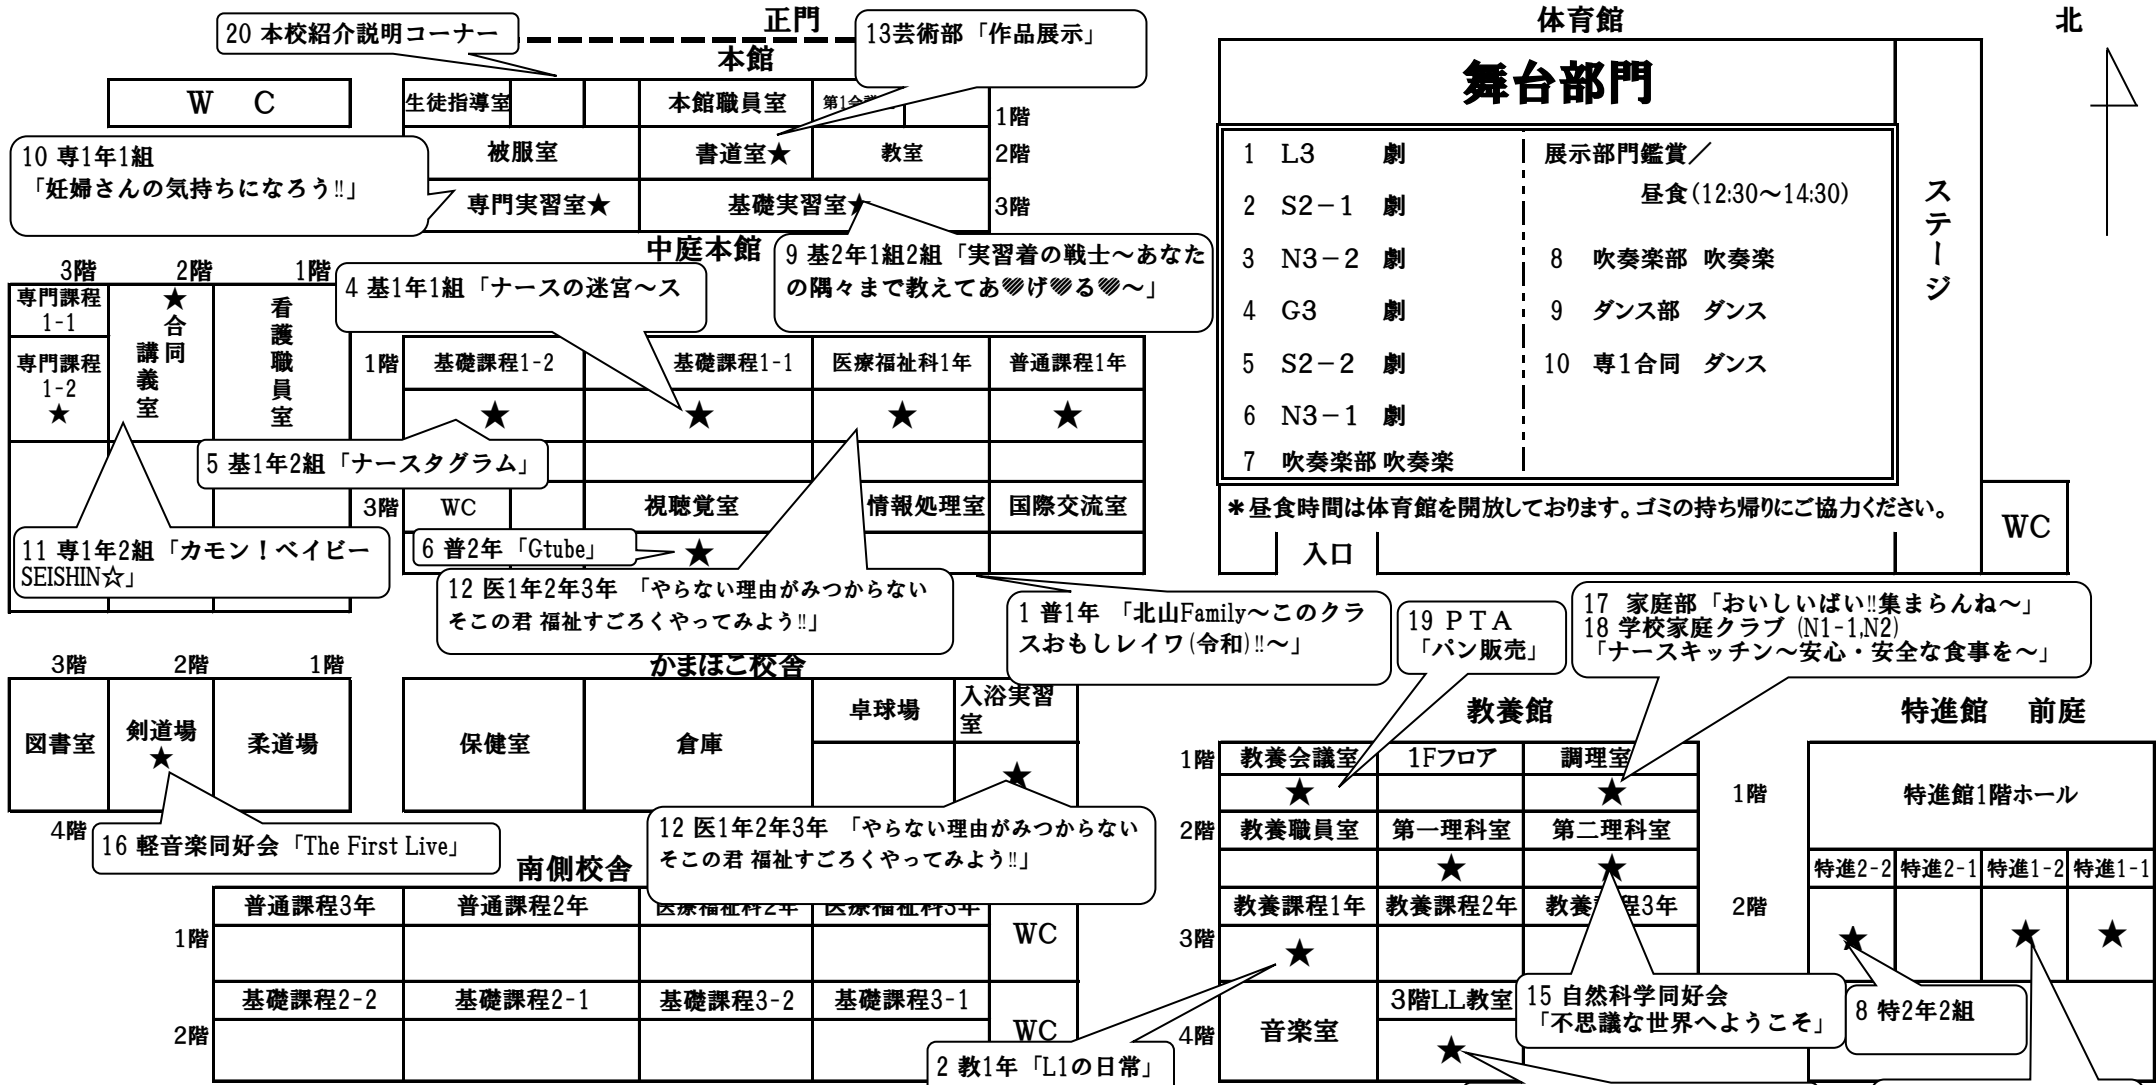 正門
20 本校紹介説明コーナー
13芸術部「作品展示」
本館
W C
生徒指導室
本館職員室
1階
被服室
書道室★
教室
2階
専門実習室★
基礎実習室★
3階
10 専1年1組
「妊婦さんの気持ちになろう‼」
9 基2年1組2組「実習着の戦士～あなた
の隅々まで教えてあ💜げ💜る💜～」
体育館
北
舞台部門
ステージ
1 L3 劇
2 S2－1 劇
3 N3－2 劇
4 G3 劇
5 S2－2 劇
6 N3－1 劇
7 吹奏楽部 吹奏楽
展示部門鑑賞／
昼食(12:30～14:30)
8 吹奏楽部 吹奏楽
9 ダンス部 ダンス
10 専1合同 ダンス
＊昼食時間は体育館を開放しております。ゴミの持ち帰りにご協力ください。
入口
WC
中庭本館
4 基1年1組「ナースの迷宮～ス
3階
2階
1階
専門課程
1-1
専門課程
1-2
★
★合同
講義室
看護職員室
1階
基礎課程1-2
基礎課程1-1
医療福祉科1年
普通課程1年
★
★
★
★
5 基1年2組「ナースタグラム」
3階
WC
視聴覚室
情報処理室
国際交流室
6 普2年「Gtube」
★
11 専1年2組「カモン！ベイビー
SEISHIN☆」
12 医1年2年3年 「やらない理由がみつからない
そこの君 福祉すごろくやってみよう‼」
1 普1年 「北山Family～このクラ
スおもしレイワ(令和)‼～」
19 ＰＴＡ
「パン販売」
17 家庭部「おいしいばい‼集まらんね～」
18 学校家庭クラブ (N1-1,N2)
「ナースキッチン～安心・安全な食事を～」
3階
2階
1階
図書室
剣道場
★
柔道場
4階
16 軽音楽同好会「The First Live」
かまぼこ校舎
保健室
倉庫
卓球場
入浴実習
室
★
12 医1年2年3年 「やらない理由がみつからない
そこの君 福祉すごろくやってみよう‼」
南側校舎
普通課程3年
普通課程2年
医療福祉科2年
医療福祉科3年
WC
1階
基礎課程2-2
基礎課程2-1
基礎課程3-2
基礎課程3-1
WC
2階
2 教1年「L1の日常」
教養館
1階
教養会議室
1Fフロア
調理室
★
★
2階
教養職員室
第一理科室
第二理科室
★
★
教養課程1年
教養課程2年
教養課程3年
3階
★
3階LL教室
4階
音楽室
★
15 自然科学同好会
「不思議な世界へようこそ」
特進館 前庭
1階
特進館1階ホール
特進2-2
特進2-1
特進1-2
特進1-1
2階
★
★
★
8 特2年2組